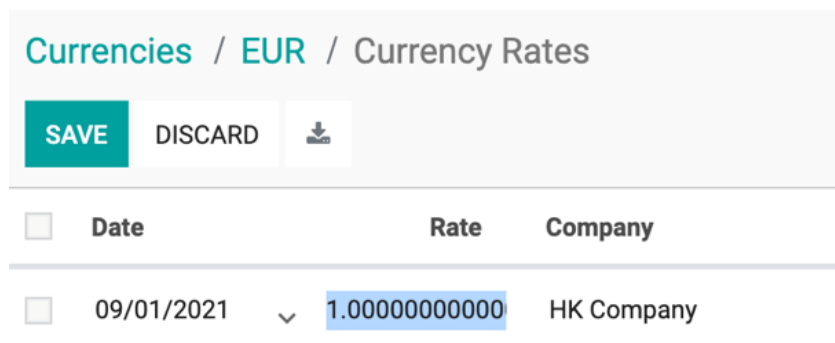 Currencies / EUR / Currency Rates
SAVE DISCARD
Date Rate Company
09/01/2021 1.00000000000 HK Company